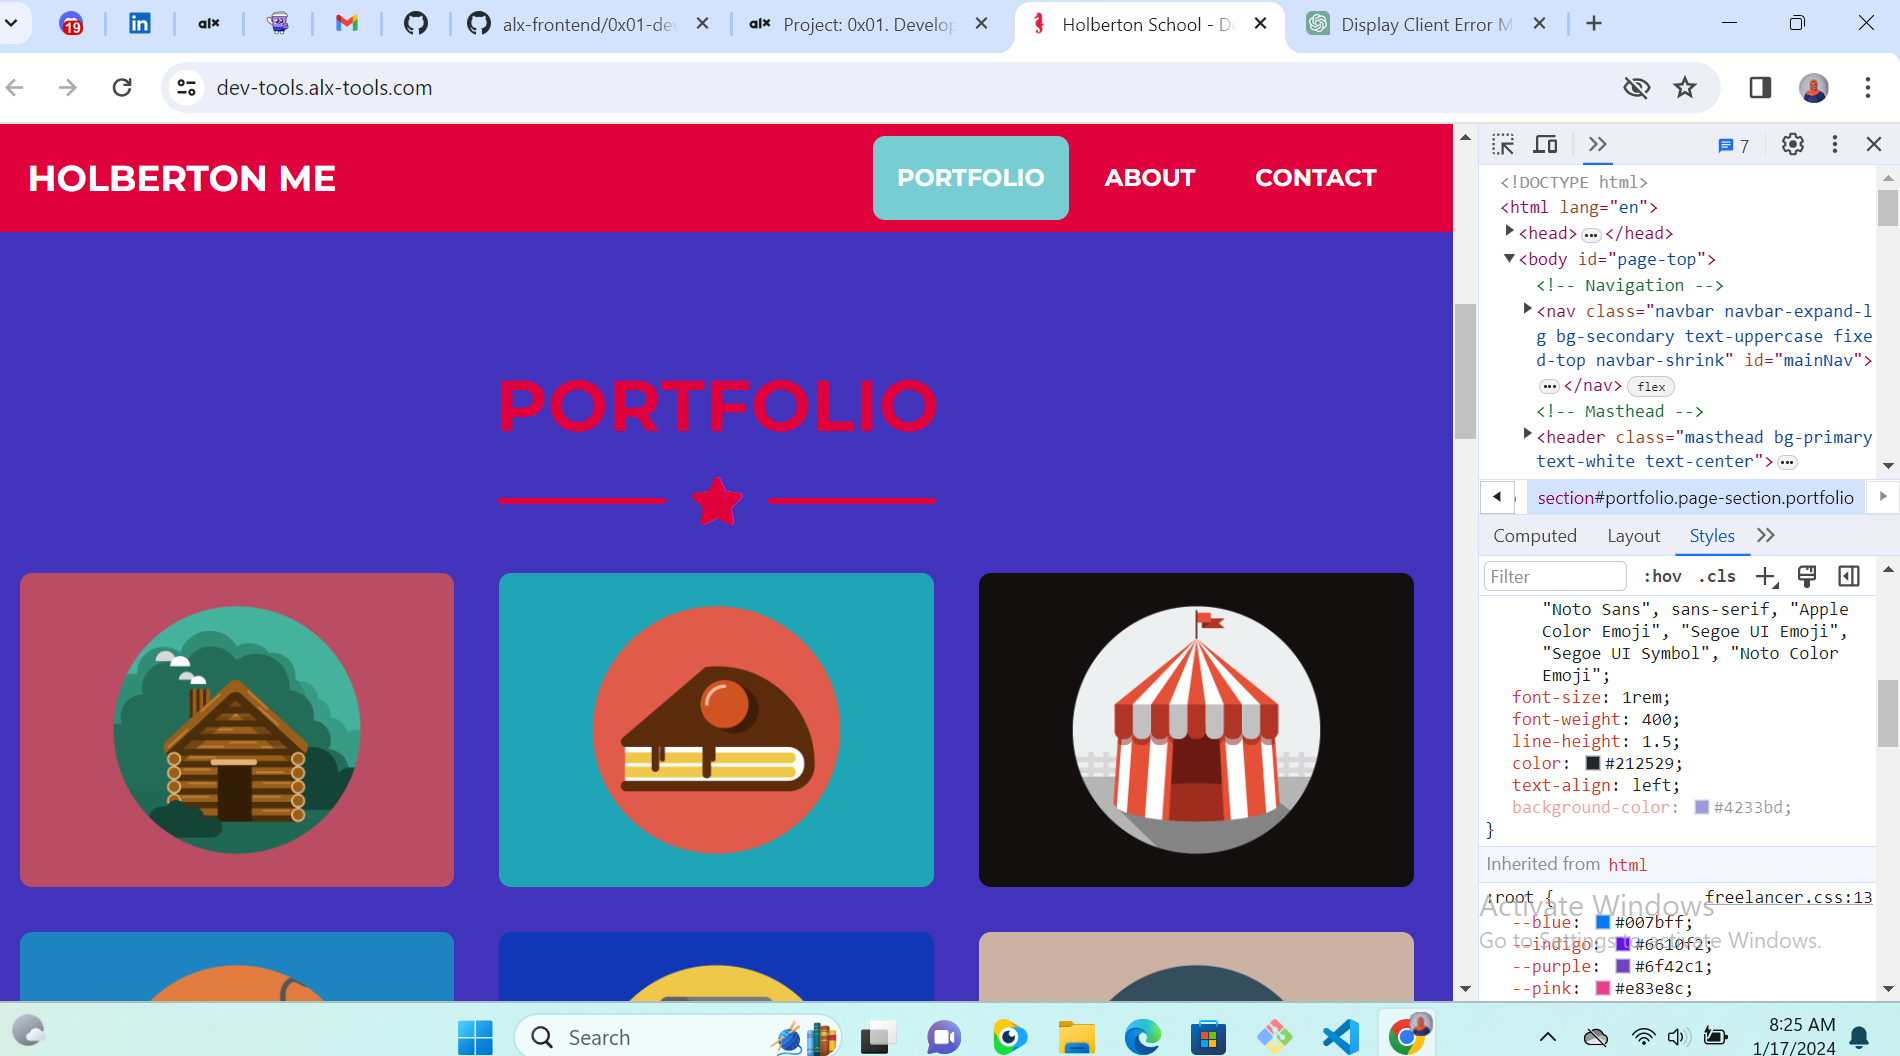 19
alx
alx-frontend/0x01-de
alx Project: 0x01. Develop
Holberton School - D
Display Client Error M
dev-tools.alx-tools.com
HOLBERTON ME
PORTFOLIO
ABOUT
CONTACT
PORTFOLIO
7
<!DOCTYPE html>
<html lang="en">
<head>…</head>
<body id="page-top">
<!-- Navigation -->
<nav class="navbar navbar-expand-l
g bg-secondary text-uppercase fixe
d-top navbar-shrink" id="mainNav">
…</nav> flex
<!-- Masthead -->
<header class="masthead bg-primary
text-white text-center">…
section#portfolio.page-section.portfolio
Computed Layout Styles
Filter :hov .cls
"Noto Sans", sans-serif, "Apple
Color Emoji", "Segoe UI Emoji",
"Segoe UI Symbol", "Noto Color
Emoji";
font-size: 1rem;
font-weight: 400;
line-height: 1.5;
color: #212529;
text-align: left;
background-color: #4233bd;
}
Inherited from html
:root { freelancer.css:13
Activate Windows
--blue: #007bff;
Go to Settings to activate Windows.
--indigo: #6610f2;
--purple: #6f42c1;
--pink: #e83e8c;
Search
8:25 AM
1/17/2024